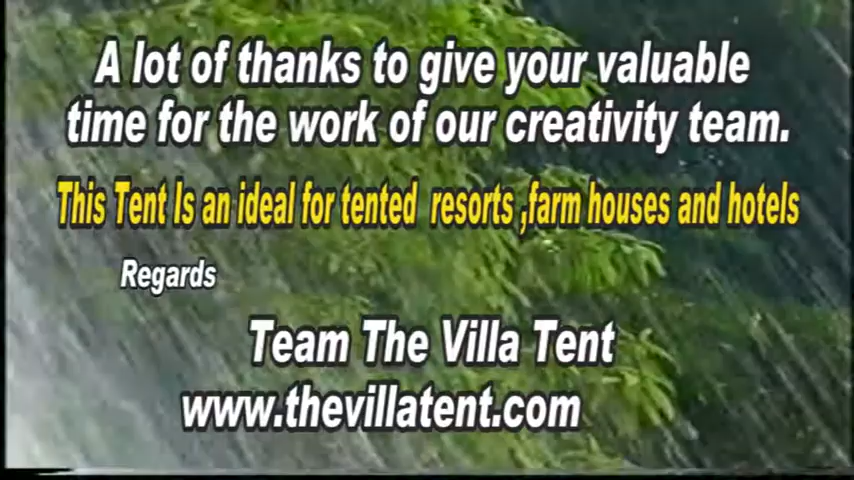 A lot of thanks to give your valuable
time for the work of our creativity team.
This Tent Is an ideal for tented resorts ,farm houses and hotels
Regards
Team The Villa Tent
www.thevillatent.com